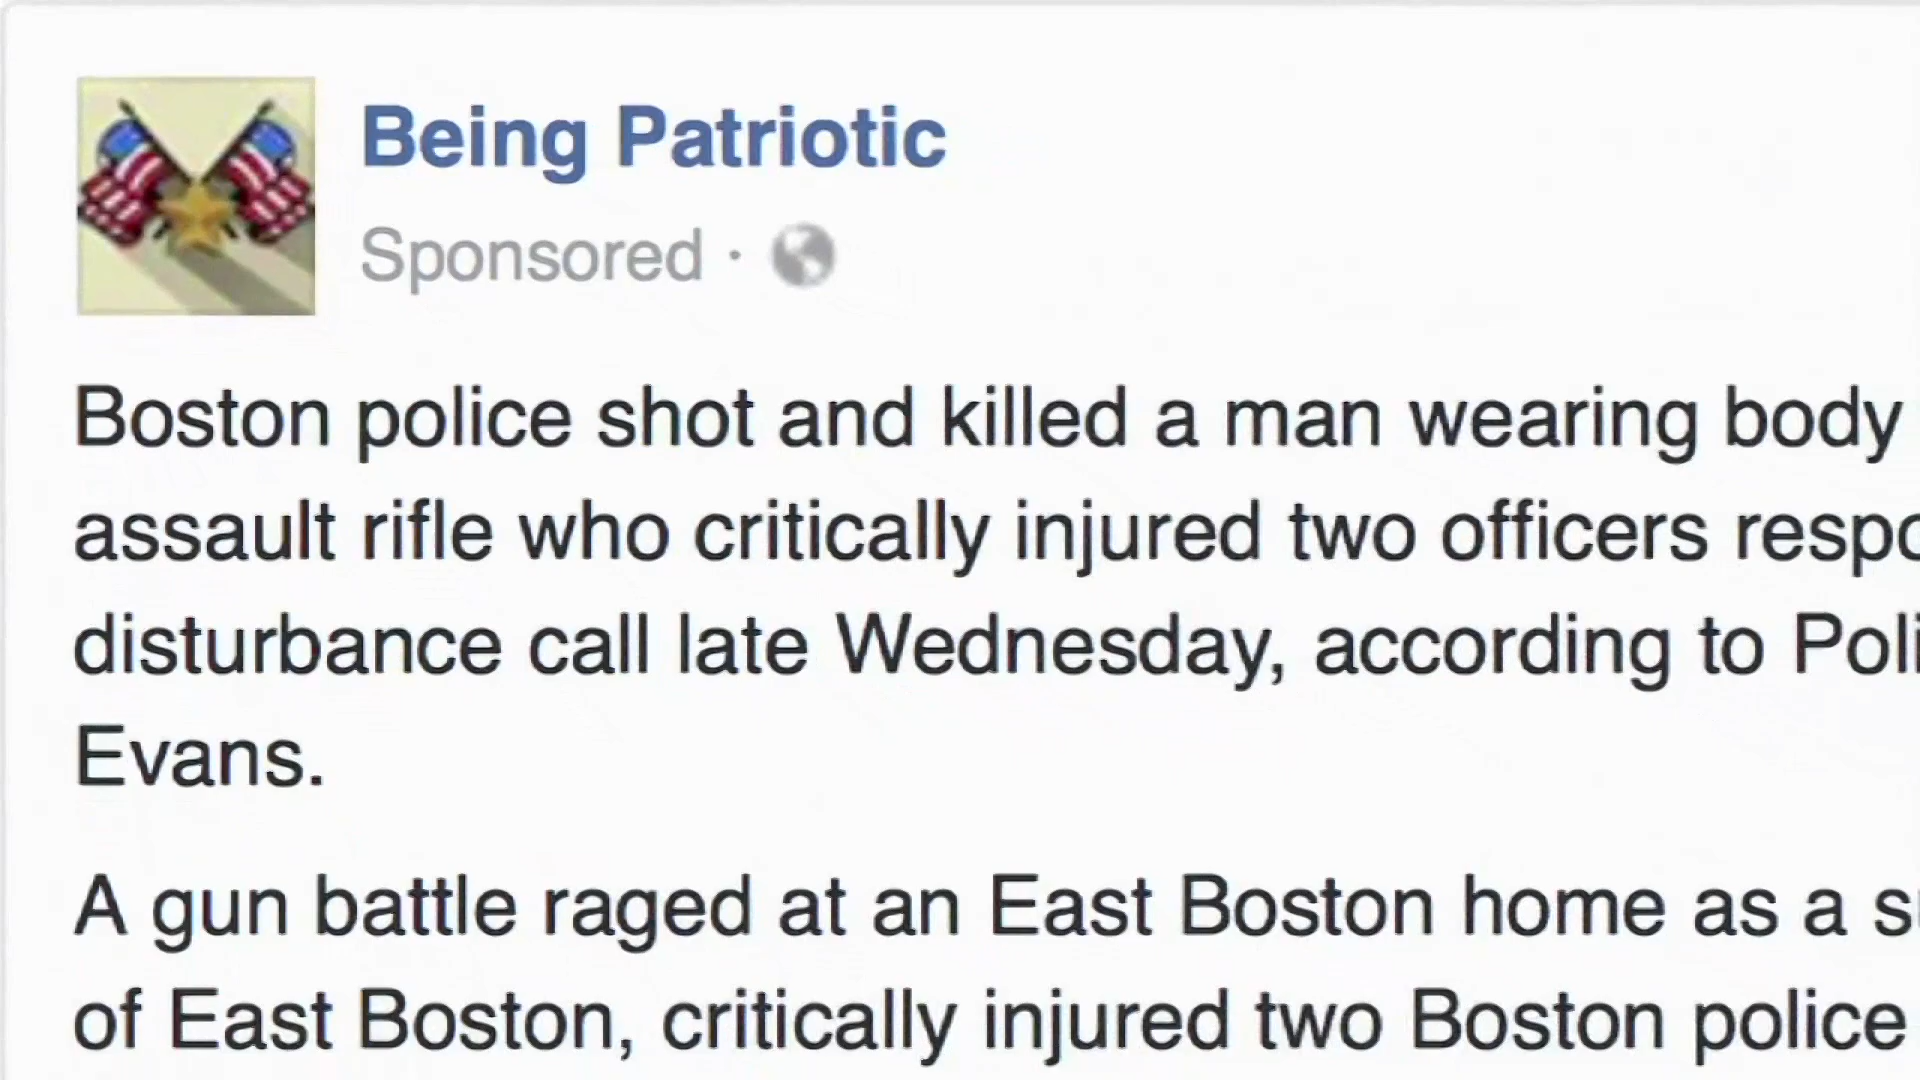 Being Patriotic
Sponsored ·
Boston police shot and killed a man wearing body
assault rifle who critically injured two officers
disturbance call late Wednesday, according to
Evans.
A gun battle raged at an East Boston home as a
of East Boston, critically injured two Boston police